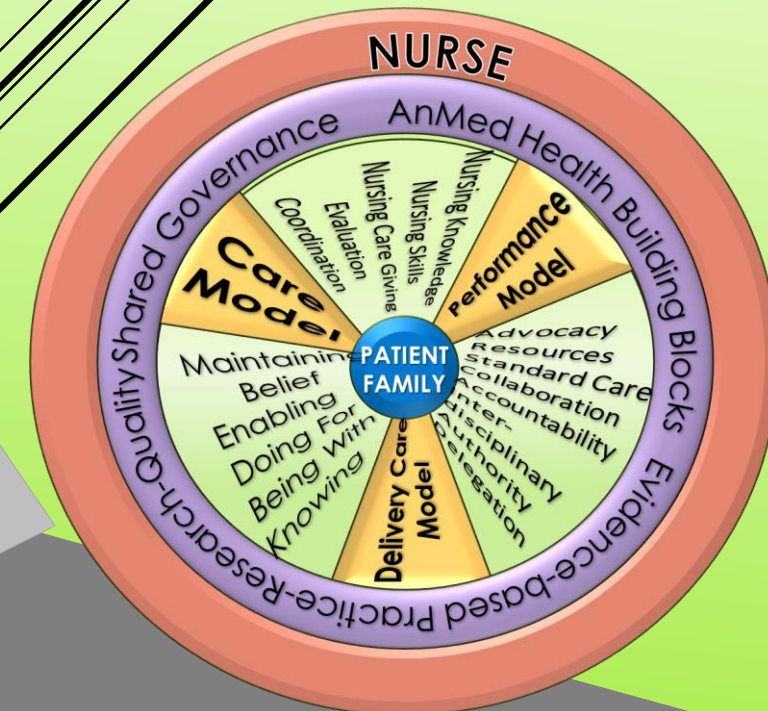 NURSE
Shared Governance
AnMed Health Building Blocks
Evidence-based Practice-Research-Quality
Care
Model
Coordination
Evaluation
Nursing Care Giving
Nursing Skills
Nursing Knowledge
Performance
Model
Advocacy
Resources
Standard Care
Collaboration
Accountability
Inter-
disciplinary
Authority
Delegation
Delivery Care
Model
Maintaining
Belief
Enabling
Doing For
Being With
Knowing
PATIENT
FAMILY